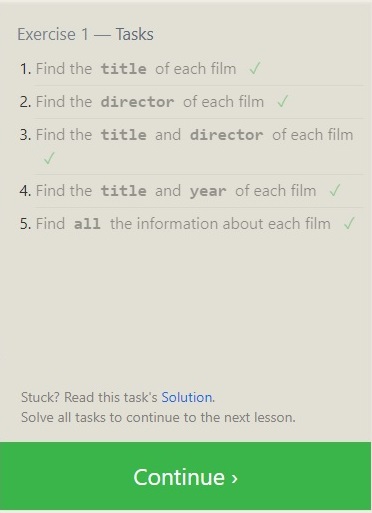 Exercise 1 — Tasks
1. Find the title of each film ✓
2. Find the director of each film ✓
3. Find the title and director of each film
✓
4. Find the title and year of each film ✓
5. Find all the information about each film ✓
Stuck? Read this task's Solution.
Solve all tasks to continue to the next lesson.
Continue ›